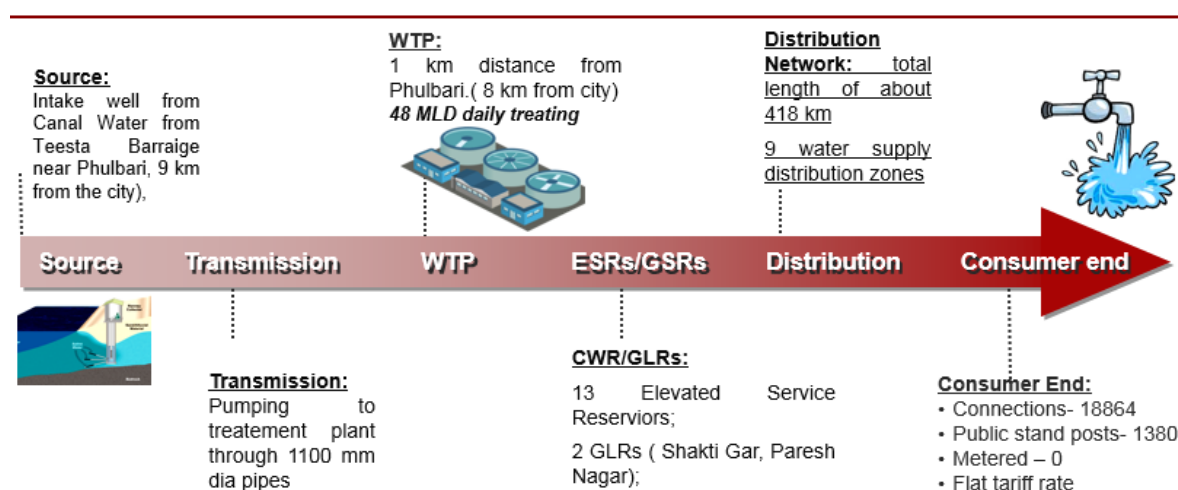 Source:
Intake well from
Canal Water from
Teesta Barraige
near Phulbari, 9 km
from the city),
WTP:
1 km distance from
Phulbari.( 8 km from city)
48 MLD daily treating
Distribution
Network: total
length of about
418 km
9 water supply
distribution zones
Source Transmission WTP ESRs/GSRs Distribution Consumer end
Transmission:
Pumping to
treatement plant
through 1100 mm
dia pipes
CWR/GLRs:
13 Elevated Service
Reserviors;
2 GLRs ( Shakti Gar, Paresh
Nagar);
Consumer End:
• Connections- 18864
• Public stand posts- 1380
• Metered – 0
• Flat tariff rate